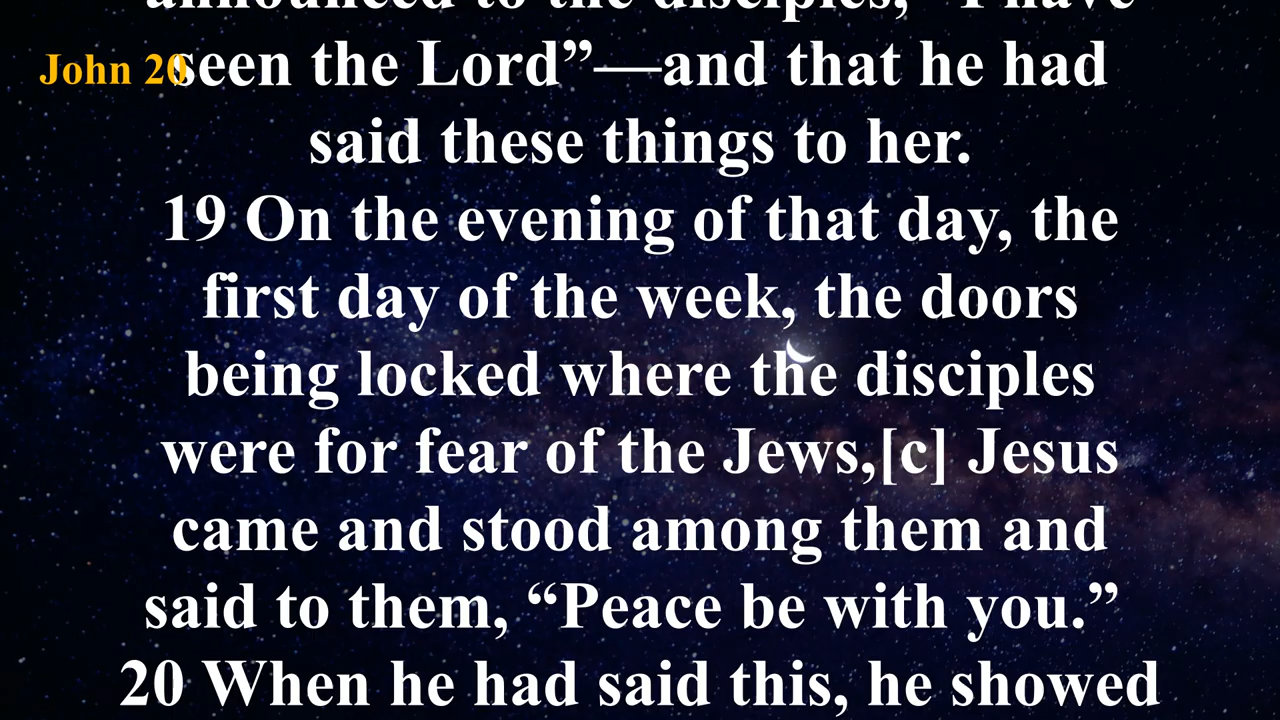 announced to the disciples, “I have
John 20
seen the Lord”—and that he had
said these things to her.
19 On the evening of that day, the
first day of the week, the doors
being locked where the disciples
were for fear of the Jews,[c] Jesus
came and stood among them and
said to them, “Peace be with you.”
20 When he had said this, he showed